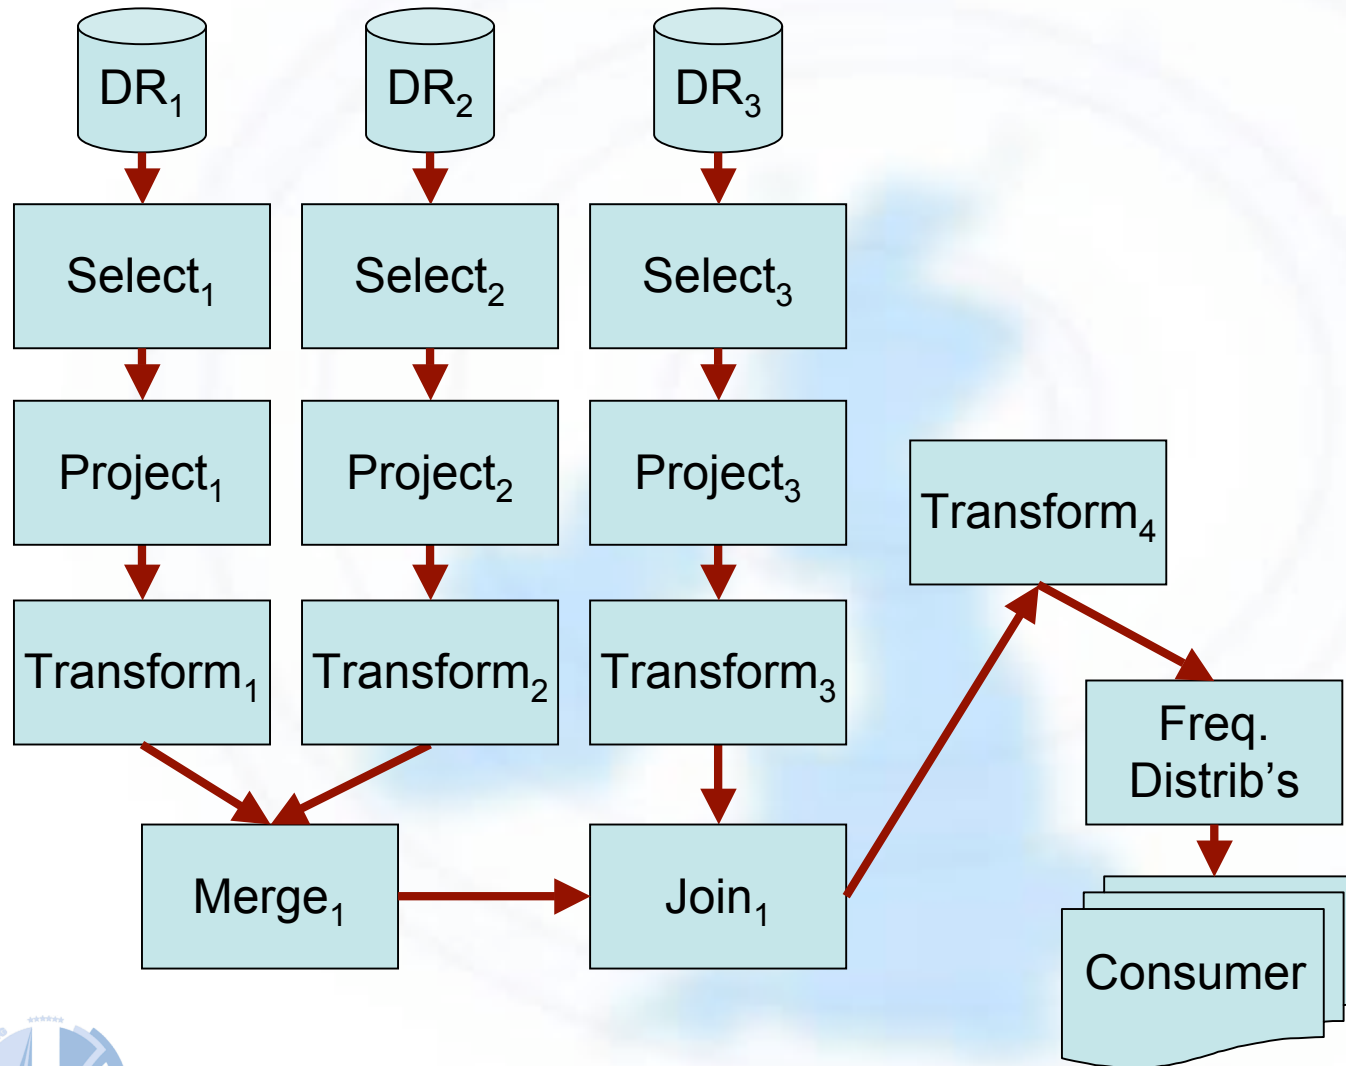 DR₁
DR₂
DR₃
Select₁
Select₂
Select₃
Project₁
Project₂
Project₃
Transform₄
Transform₁
Transform₂
Transform₃
Freq.
Distrib’s
Merge₁
Join₁
Consumer